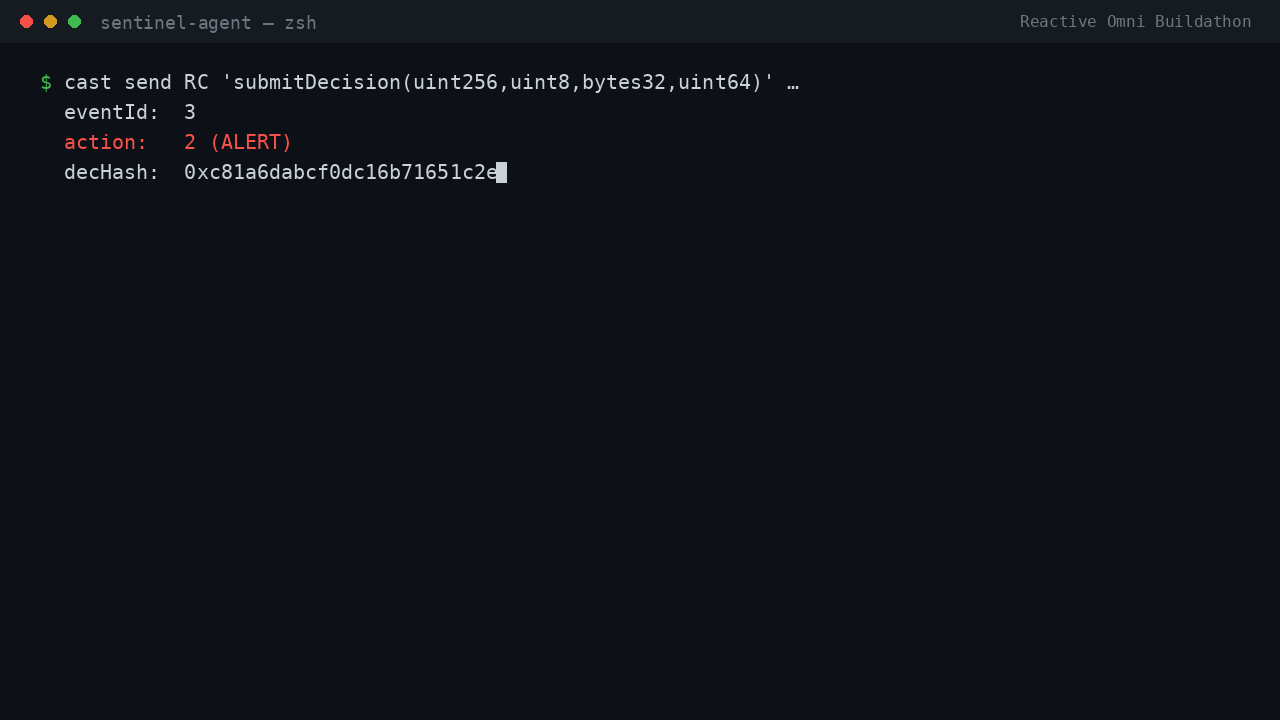 sentinel-agent — zsh
Reactive Omni Buildathon
$ cast send RC 'submitDecision(uint256,uint8,bytes32,uint64)' …
eventId: 3
action: 2 (ALERT)
decHash: 0xc81a6dabcf0dc16b71651c2e